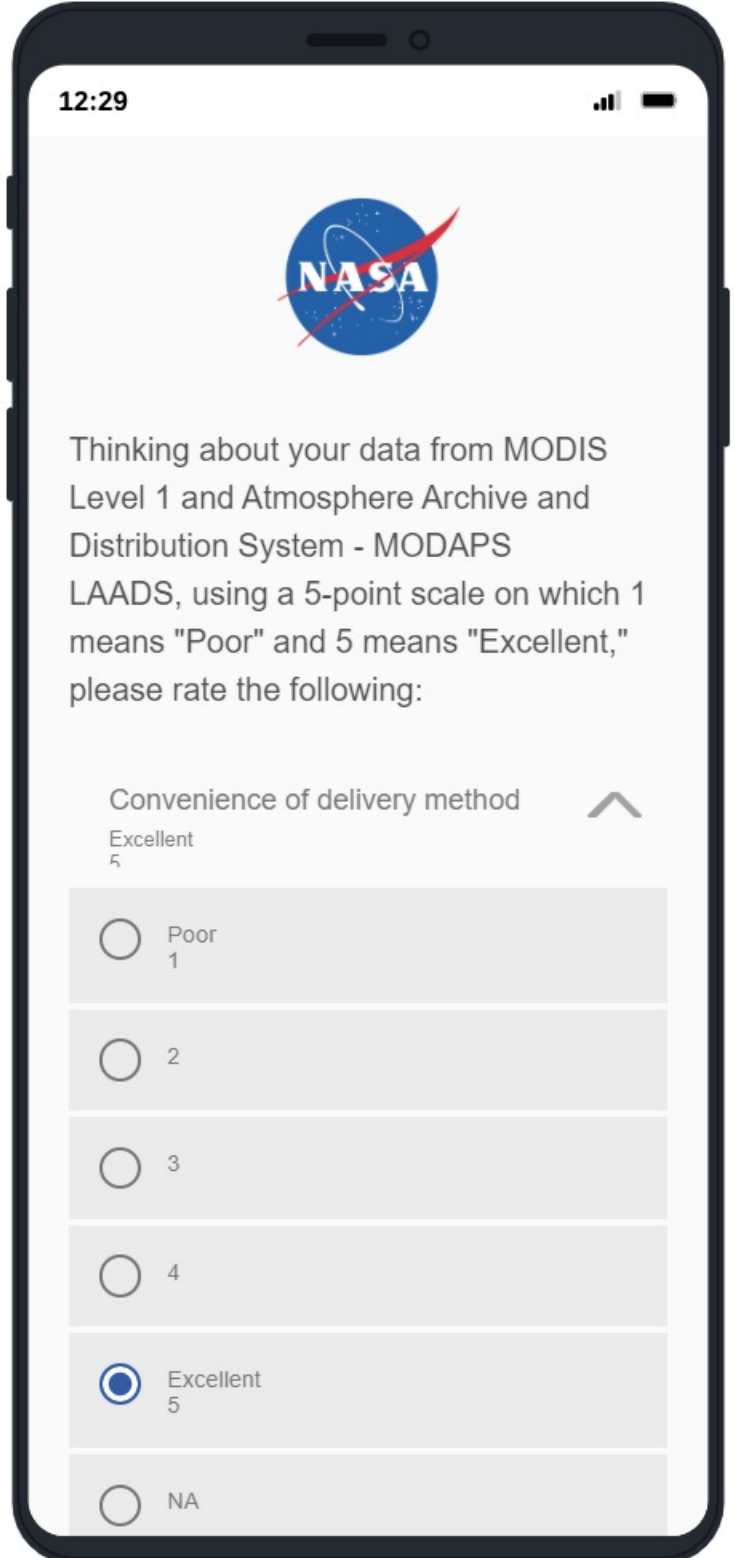 12:29
NASA
Thinking about your data from MODIS
Level 1 and Atmosphere Archive and
Distribution System - MODAPS
LAADS, using a 5-point scale on which 1
means "Poor" and 5 means "Excellent,"
please rate the following:
Convenience of delivery method
Excellent
5
Poor
1
2
3
4
Excellent
5
NA